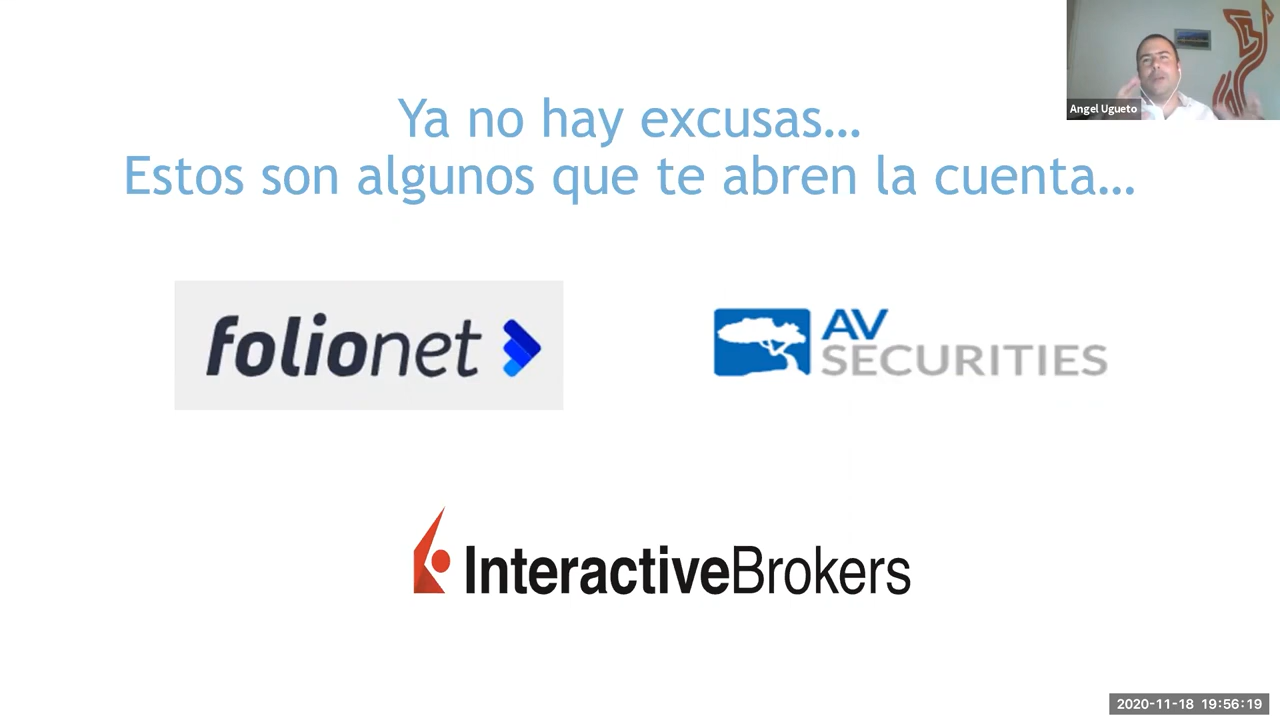 Ya no hay excusas…
Estos son algunos que te abren la cuenta…
Angel Ugueto
folionet
AV
SECURITIES
InteractiveBrokers
2020-11-18 19:56:19